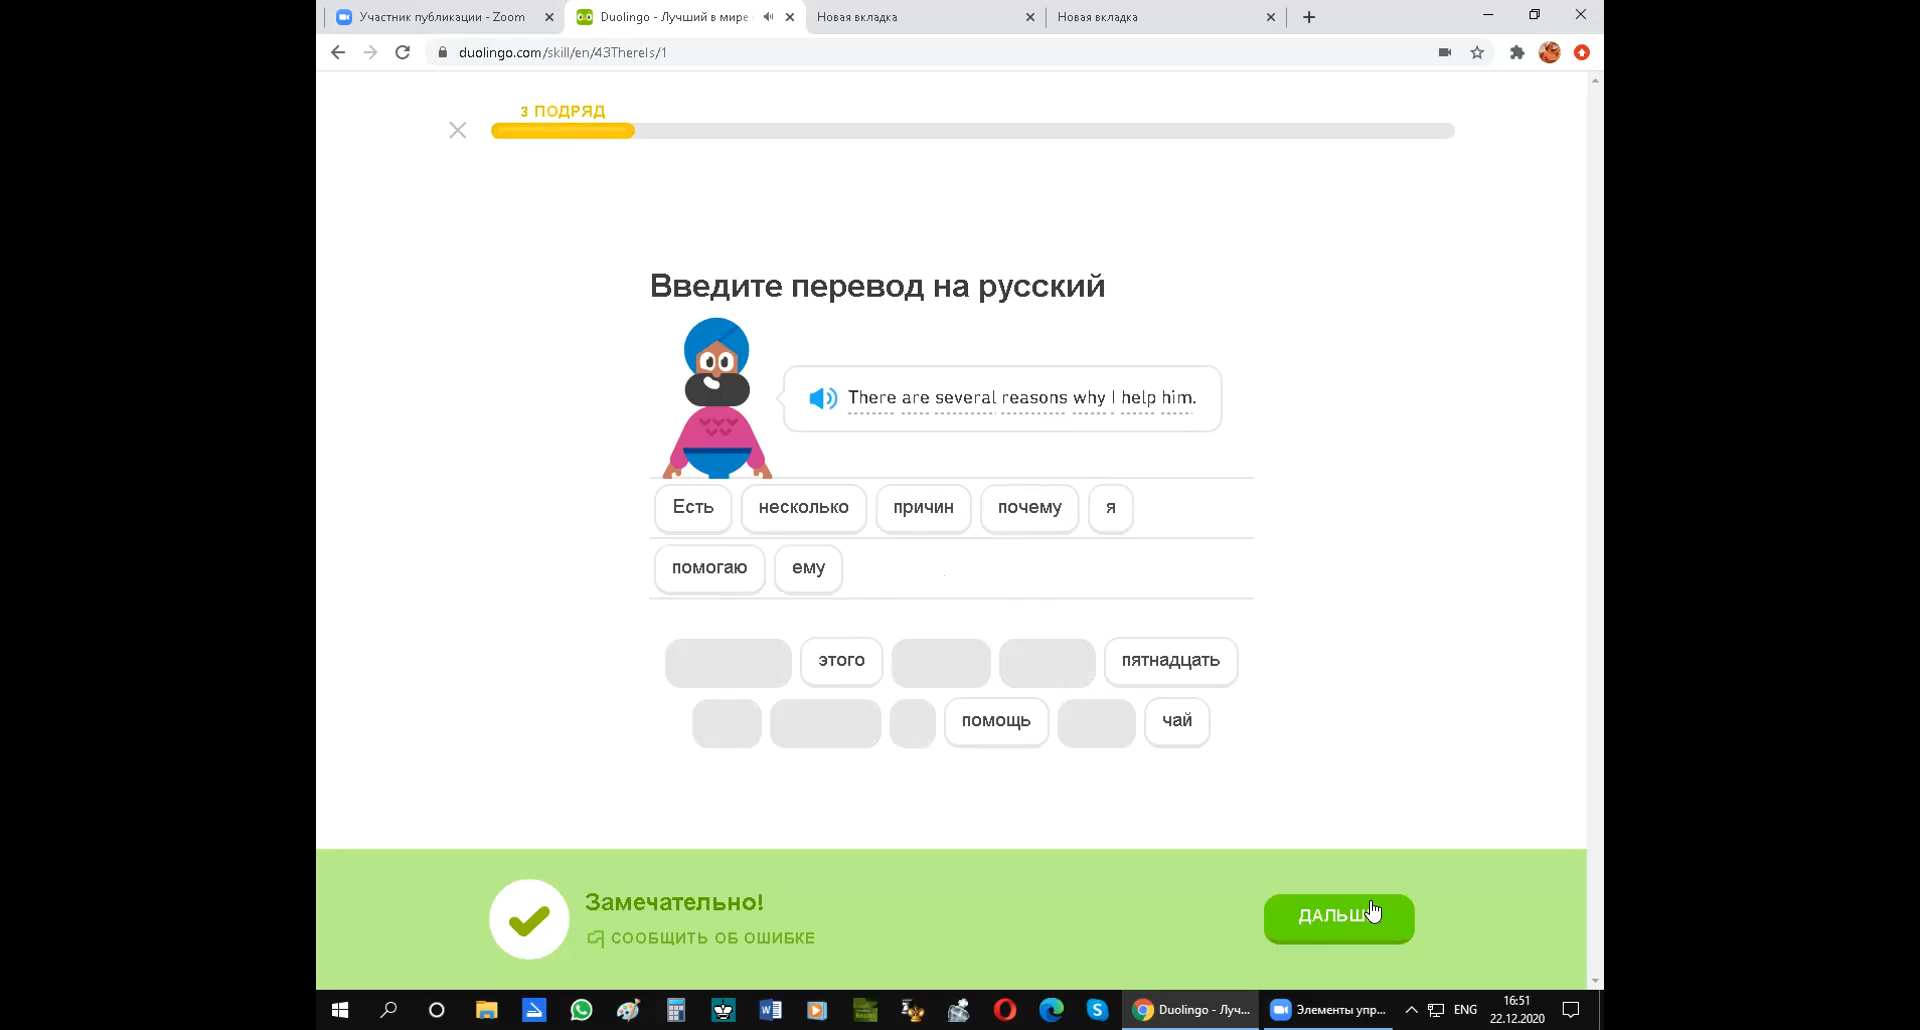 Участник публикации - Zoom
Duolingo - Лучший в мире
Новая вкладка
Новая вкладка
duolingo.com/skill/en/43ThereIs/1
3 ПОДРЯД
Введите перевод на русский
There are several reasons why I help him.
Есть несколько причин почему я
помогаю ему
этого пятнадцать
помощь чай
Замечательно!
СООБЩИТЬ ОБ ОШИБКЕ
ДАЛЬШ
Duolingo - Луч...
Элементы упр...
ENG
16:51
22.12.2020